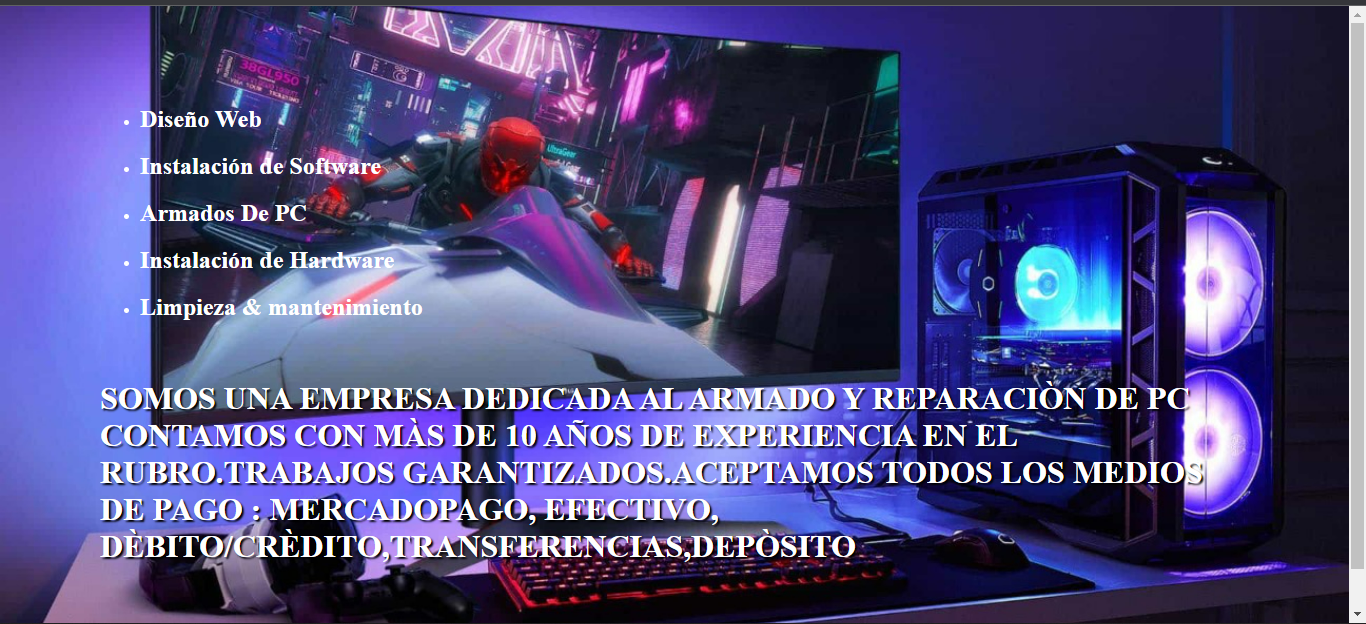 38GL950
UltraGear
Diseño Web
Instalación de Software
Armados De PC
Instalación de Hardware
Limpieza & mantenimiento
SOMOS UNA EMPRESA DEDICADA AL ARMADO Y REPARACIÒN DE PC
CONTAMOS CON MÀS DE 10 AÑOS DE EXPERIENCIA EN EL
RUBRO.TRABAJOS GARANTIZADOS.ACEPTAMOS TODOS LOS MEDIOS
DE PAGO : MERCADOPAGO, EFECTIVO,
DÈBITO/CRÈDITO,TRANSFERENCIAS,DEPÒSITO